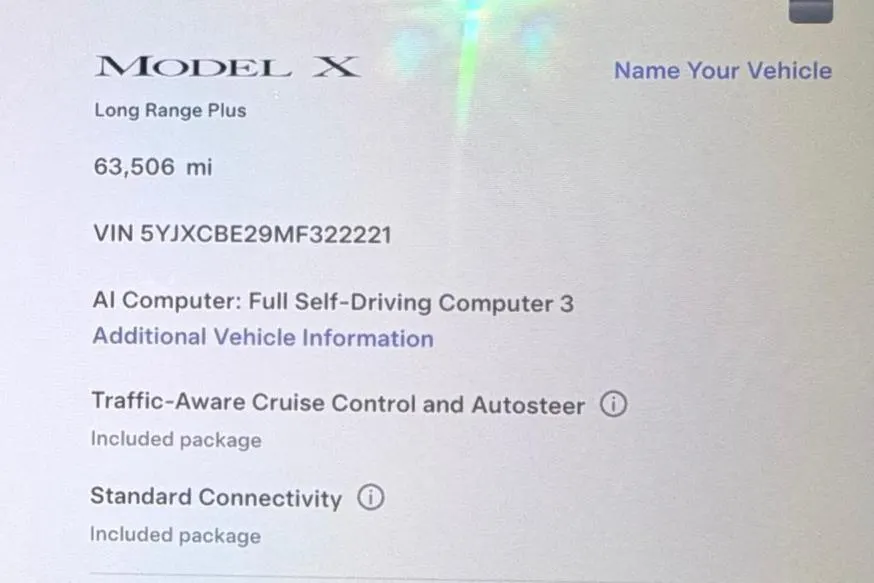 MODEL X
Name Your Vehicle
Long Range Plus
63,506 mi
VIN 5YJXCBE29MF322221
AI Computer: Full Self-Driving Computer 3
Additional Vehicle Information
Traffic-Aware Cruise Control and Autosteer
Included package
Standard Connectivity
Included package